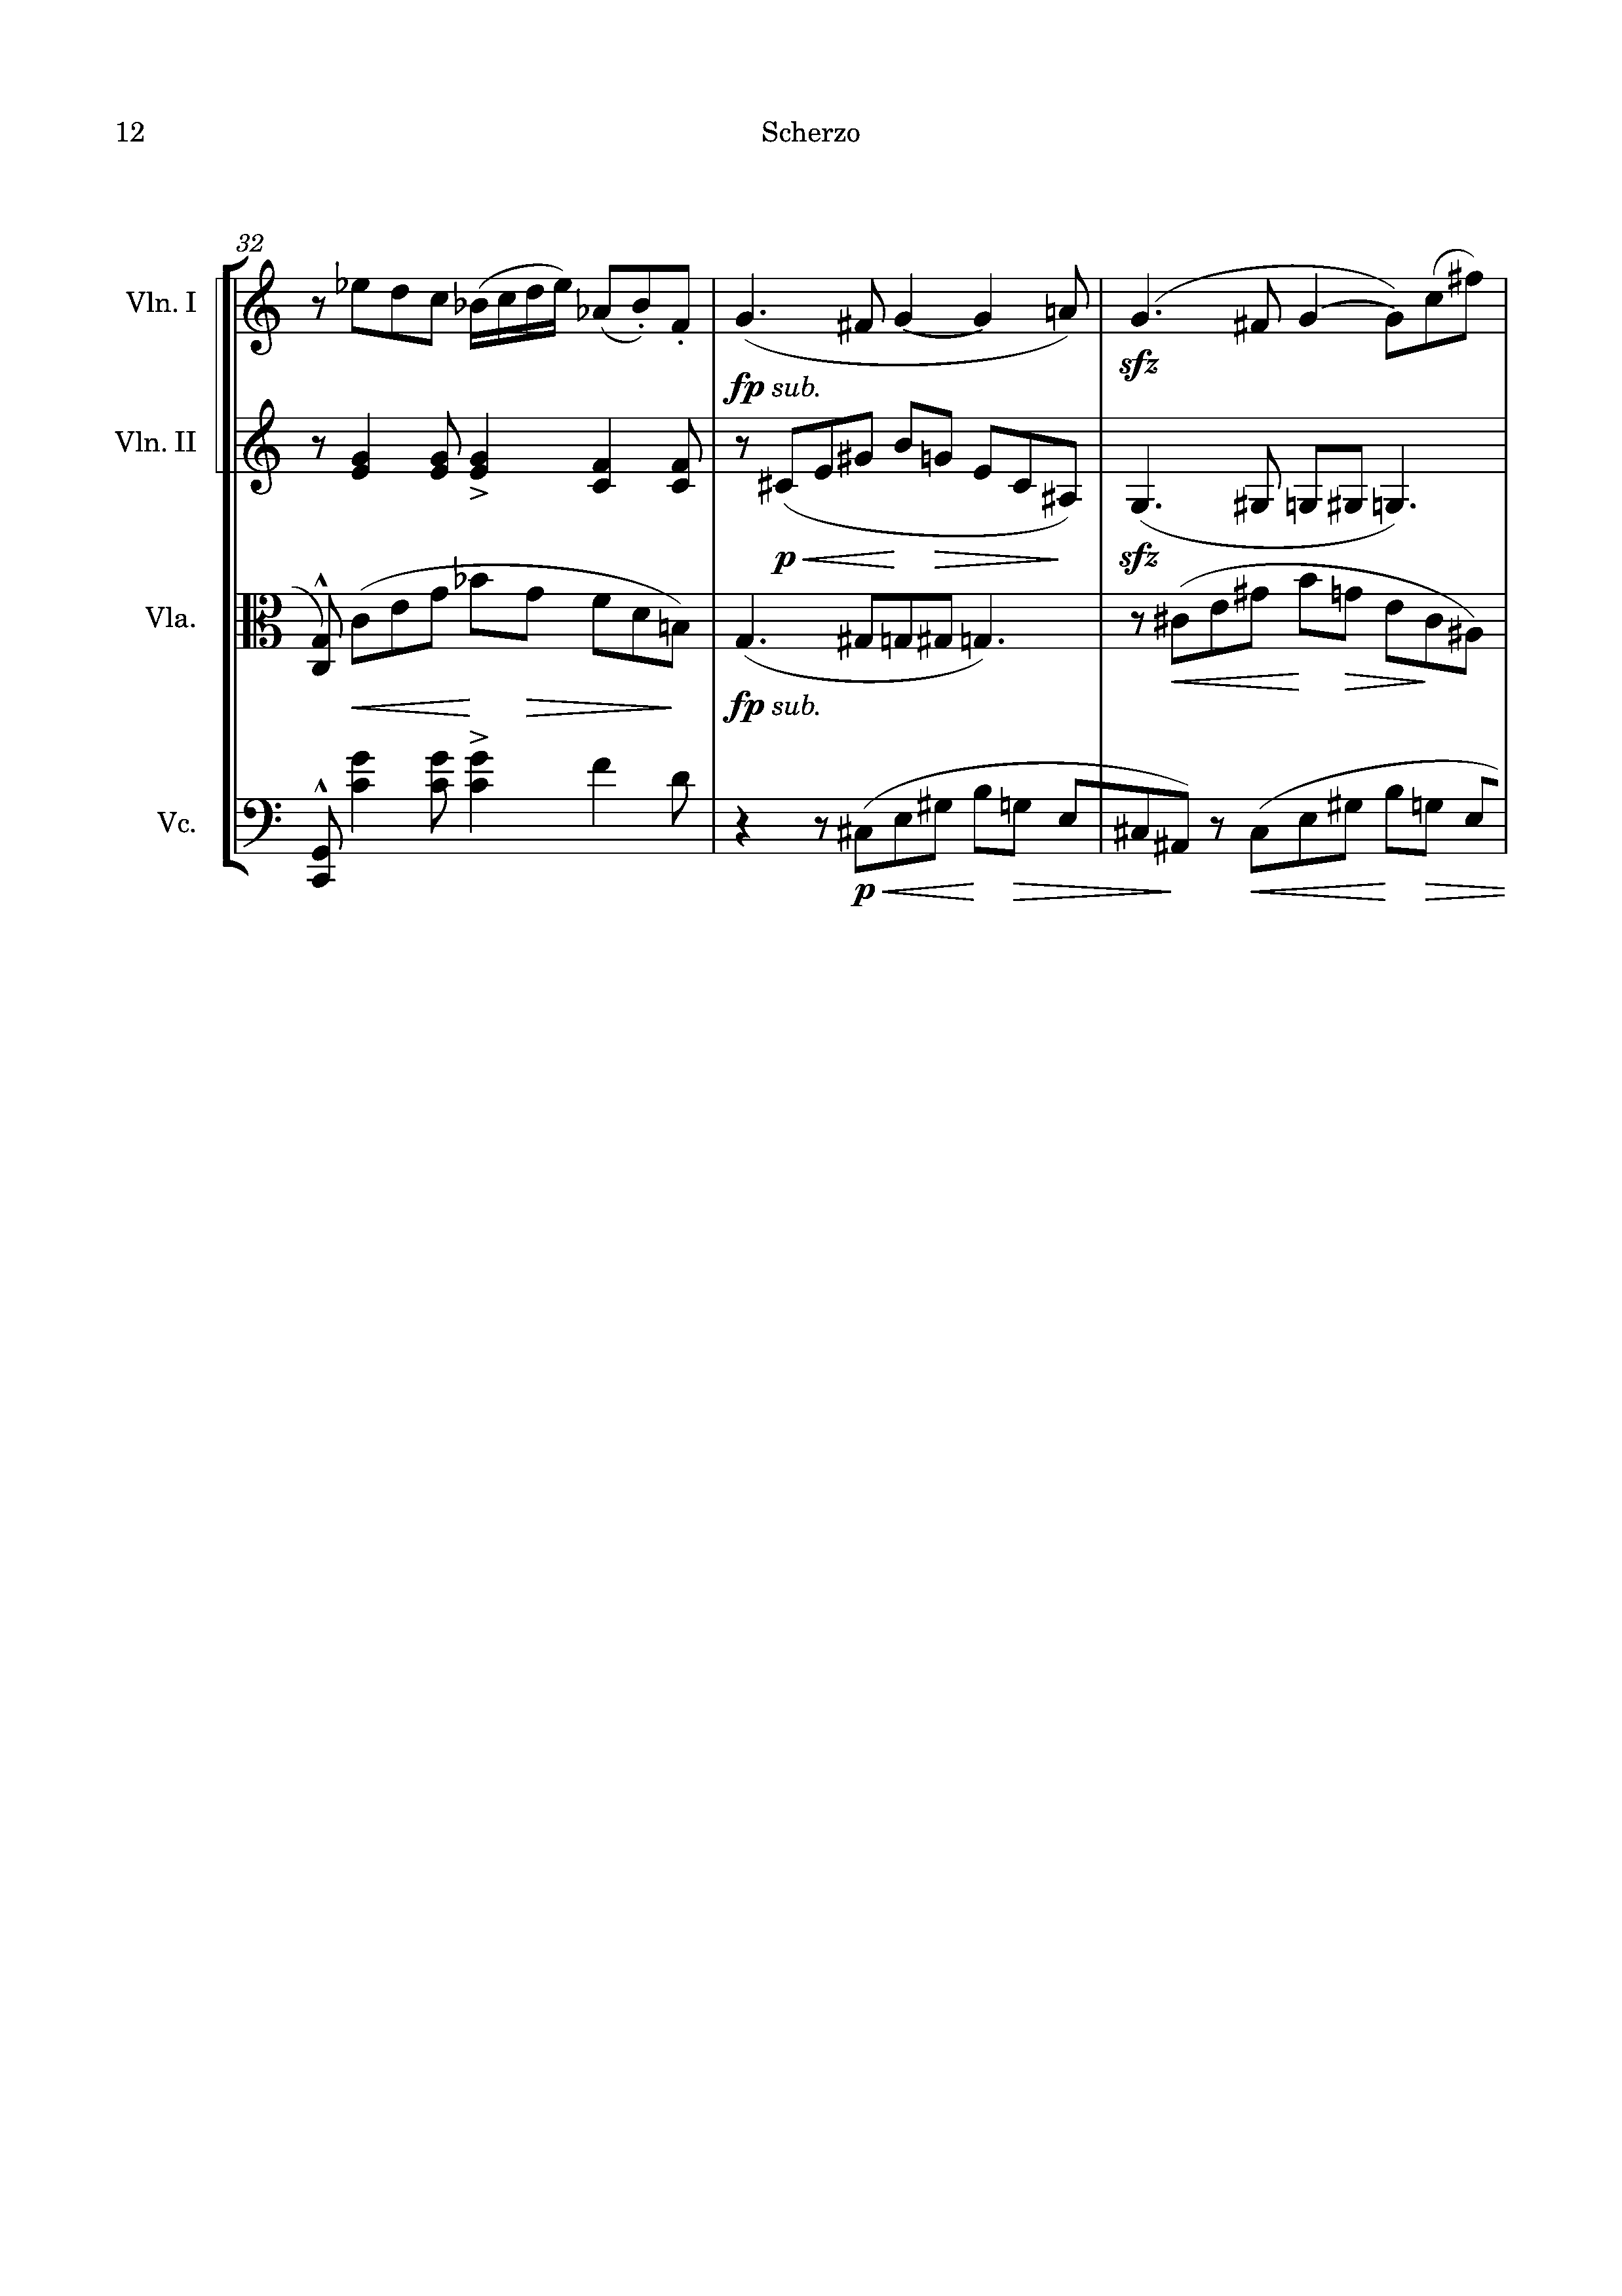 12 Scherzo
32
Vln. I
fp sub.
sfz
Vln. II
p
sfz
Vla.
fp sub.
Vc.
p